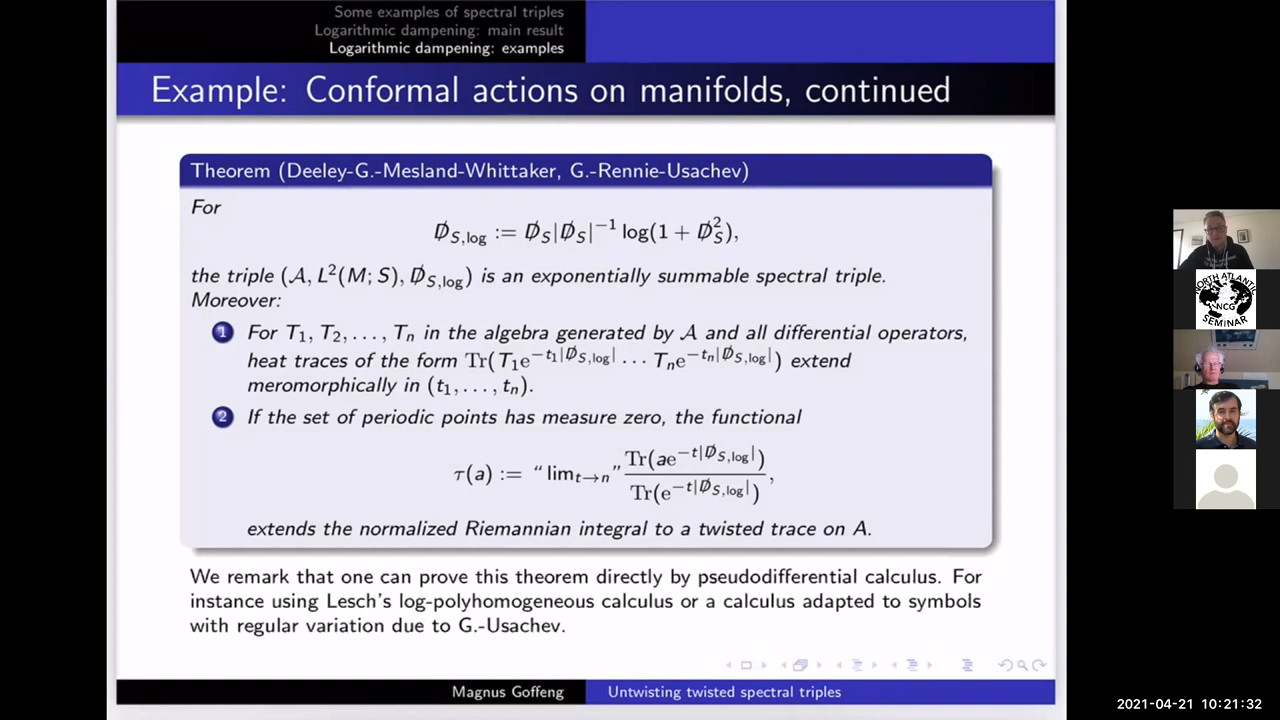 Some examples of spectral triples
Logarithmic dampening: main result
Logarithmic dampening: examples
Example: Conformal actions on manifolds, continued
Theorem (Deeley-G.-Mesland-Whittaker, G.-Rennie-Usachev)
For
D̸_{S,log} := D̸_S|D̸_S|^{−1} log(1 + D̸_S^2),
the triple (𝒜, L^2(M; S), D̸_{S,log}) is an exponentially summable spectral triple.
Moreover:
1 For T_1, T_2, . . . , T_n in the algebra generated by 𝒜 and all differential operators,
heat traces of the form Tr(T_1e^{−t_1|D̸_{S,log}|} · · · T_ne^{−t_n|D̸_{S,log}|}) extend
meromorphically in (t_1, . . . , t_n).
2 If the set of periodic points has measure zero, the functional
τ(a) := “ lim_{t→n} ” Tr(ae^{−t|D̸_{S,log}|}) / Tr(e^{−t|D̸_{S,log}|}),
extends the normalized Riemannian integral to a twisted trace on A.
We remark that one can prove this theorem directly by pseudodifferential calculus. For
instance using Lesch's log-polyhomogeneous calculus or a calculus adapted to symbols
with regular variation due to G.-Usachev.
Magnus Goffeng
Untwisting twisted spectral triples
NORTH ATLANTIC
NCG
SEMINAR
2021-04-21 10:21:32